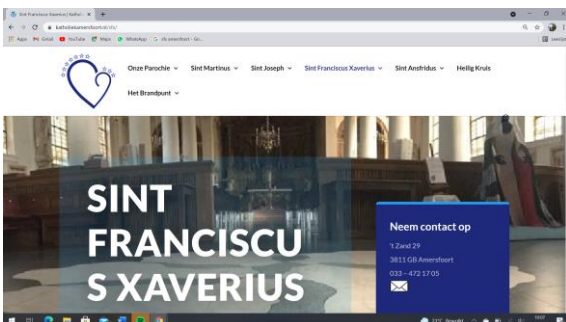 Sint Franciscus Xaverius | Kathol
katholiekamersfoort.nl/sfx/
Apps Gmail YouTube Maps WhatsApp
Onze Parochie Sint Martinus Sint Joseph Sint Franciscus Xaverius Sint Ansfridus Heilig Kruis
Het Brandpunt
SINT
FRANCISCU
S XAVERIUS
Neem contact op
't Zand 29
3811 GB Amersfoort
033 – 472 17 05